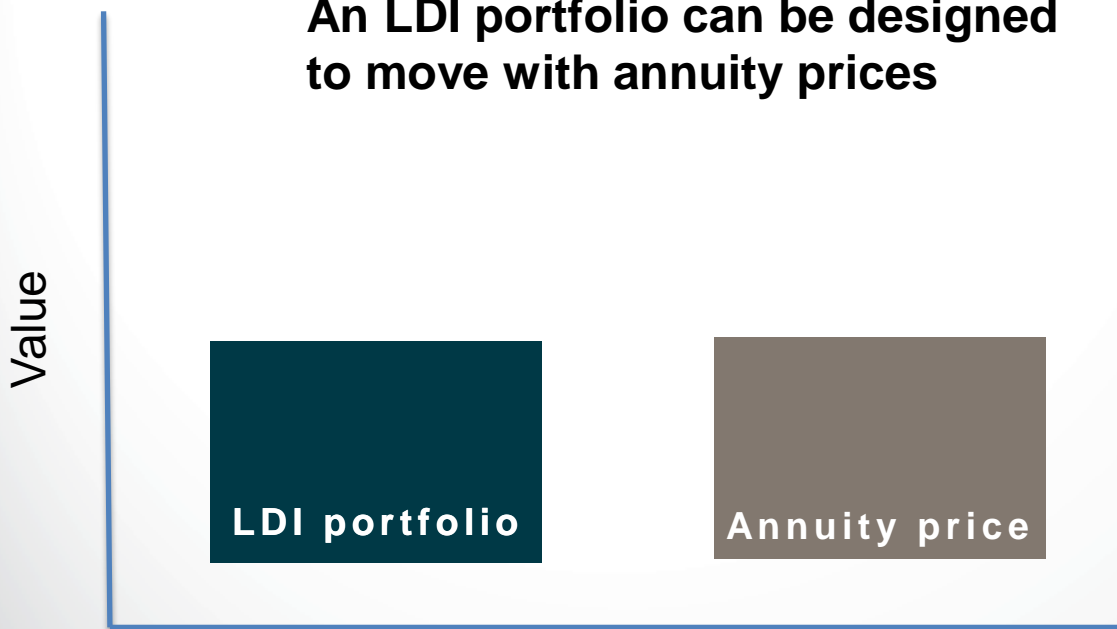 An LDI portfolio can be designed
to move with annuity prices
Value
LDI portfolio
Annuity price